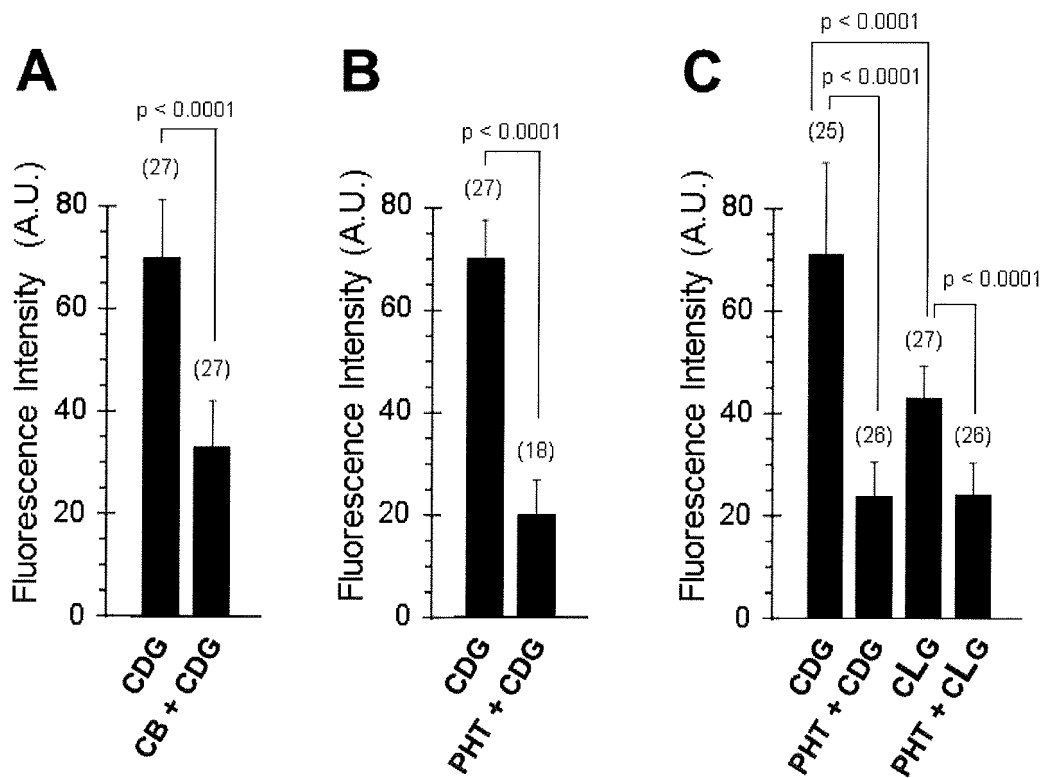 A
p < 0.0001
(27)
(27)
Fluorescence Intensity (A.U.)
80
60
40
20
0
CDG
CB + CDG
B
p < 0.0001
(27)
(18)
Fluorescence Intensity (A.U.)
80
60
40
20
0
CDG
PHT + CDG
C
p < 0.0001
p < 0.0001
(25)
p < 0.0001
(27)
(26)
(26)
Fluorescence Intensity (A.U.)
80
60
40
20
0
CDG
PHT + CDG
CLG
PHT + CLG